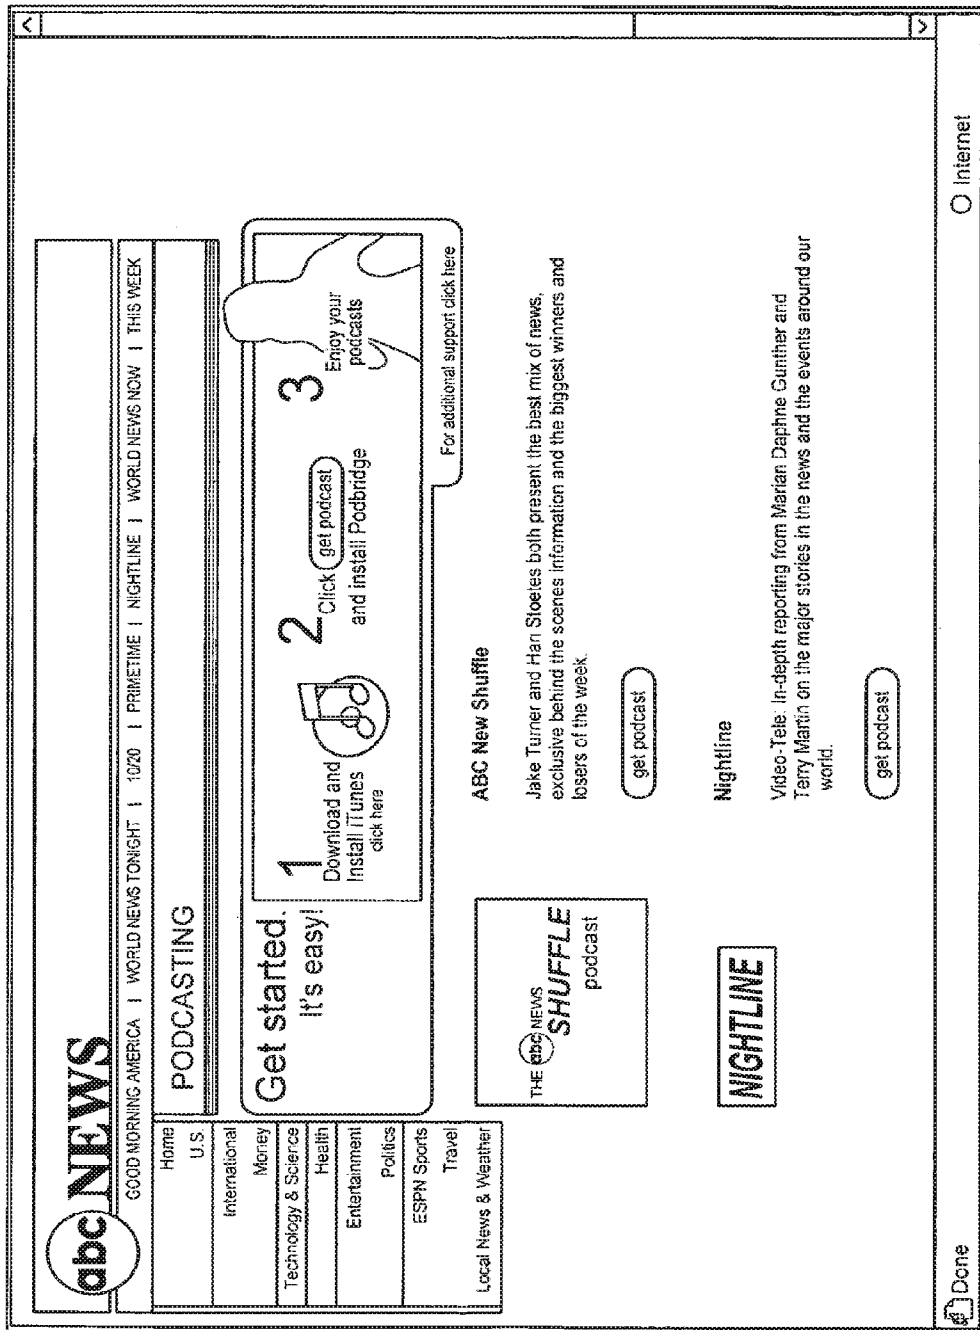 abc NEWS
GOOD MORNING AMERICA | WORLD NEWS TONIGHT | 10/20 | PRIMETIME | NIGHTLINE | WORLD NEWS NOW | THIS WEEK
Home
U.S.
International
Money
Technology & Science
Health
Entertainment
Politics
ESPN Sports
Travel
Local News & Weather
PODCASTING
Get started.
It's easy!
1
Download and
Install iTunes
click here
2
Click get podcast
and install Podbridge
3
Enjoy your
podcasts
For additional support click here
THE abc NEWS
SHUFFLE
podcast
ABC New Shuffle
Jake Turner and Hari Stoetes both present the best mix of news,
exclusive behind the scenes information and the biggest winners and
losers of the week.
get podcast
NIGHTLINE
Nightline
Video-Tele: In-depth reporting from Marian Daphne Gunther and
Terry Martin on the major stories in the news and the events around our
world.
get podcast
Done
Internet